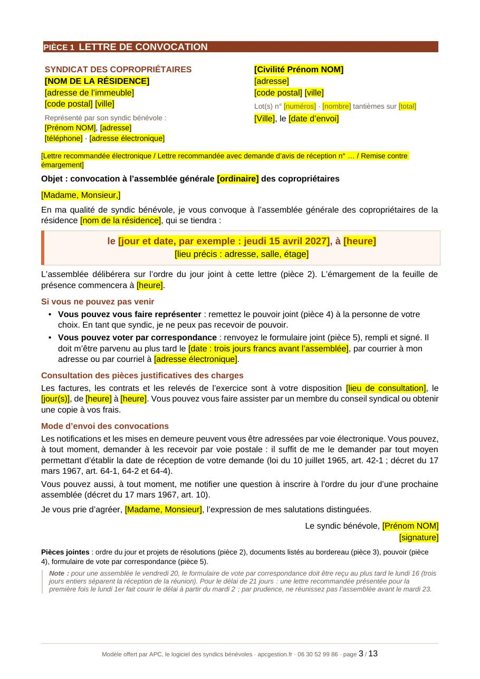 PIÈCE 1 LETTRE DE CONVOCATION
SYNDICAT DES COPROPRIÉTAIRES
[NOM DE LA RÉSIDENCE]
[adresse de l'immeuble]
[code postal] [ville]
Représenté par son syndic bénévole :
[Prénom NOM], [adresse]
[téléphone] · [adresse électronique]
[Civilité Prénom NOM]
[adresse]
[code postal] [ville]
Lot(s) n° [numéros] · [nombre] tantièmes sur [total]
[Ville], le [date d'envoi]
[Lettre recommandée électronique / Lettre recommandée avec demande d'avis de réception n° … / Remise contre
émargement]
Objet : convocation à l'assemblée générale [ordinaire] des copropriétaires
[Madame, Monsieur,]
En ma qualité de syndic bénévole, je vous convoque à l'assemblée générale des copropriétaires de la
résidence [nom de la résidence], qui se tiendra :
le [jour et date, par exemple : jeudi 15 avril 2027], à [heure]
[lieu précis : adresse, salle, étage]
L'assemblée délibérera sur l'ordre du jour joint à cette lettre (pièce 2). L'émargement de la feuille de
présence commencera à [heure].
Si vous ne pouvez pas venir
• Vous pouvez vous faire représenter : remettez le pouvoir joint (pièce 4) à la personne de votre
choix. En tant que syndic, je ne peux pas recevoir de pouvoir.
• Vous pouvez voter par correspondance : renvoyez le formulaire joint (pièce 5), rempli et signé. Il
doit m'être parvenu au plus tard le [date : trois jours francs avant l'assemblée], par courrier à mon
adresse ou par courriel à [adresse électronique].
Consultation des pièces justificatives des charges
Les factures, les contrats et les relevés de l'exercice sont à votre disposition [lieu de consultation], le
[jour(s)], de [heure] à [heure]. Vous pouvez vous faire assister par un membre du conseil syndical ou obtenir
une copie à vos frais.
Mode d'envoi des convocations
Les notifications et les mises en demeure peuvent vous être adressées par voie électronique. Vous pouvez,
à tout moment, demander à les recevoir par voie postale : il suffit de me le demander par tout moyen
permettant d'établir la date de réception de votre demande (loi du 10 juillet 1965, art. 42-1 ; décret du 17
mars 1967, art. 64-1, 64-2 et 64-4).
Vous pouvez aussi, à tout moment, me notifier une question à inscrire à l'ordre du jour d'une prochaine
assemblée (décret du 17 mars 1967, art. 10).
Je vous prie d'agréer, [Madame, Monsieur], l'expression de mes salutations distinguées.
Le syndic bénévole, [Prénom NOM]
[signature]
Pièces jointes : ordre du jour et projets de résolutions (pièce 2), documents listés au bordereau (pièce 3), pouvoir (pièce
4), formulaire de vote par correspondance (pièce 5).
Note : pour une assemblée le vendredi 20, le formulaire de vote par correspondance doit être reçu au plus tard le lundi 16 (trois
jours entiers séparent la réception de la réunion). Pour le délai de 21 jours : une lettre recommandée présentée pour la
première fois le lundi 1er fait courir le délai à partir du mardi 2 ; par prudence, ne réunissez pas l'assemblée avant le mardi 23.
Modèle offert par APC, le logiciel des syndics bénévoles · apcgestion.fr · 06 30 52 99 86 · page 3 / 13